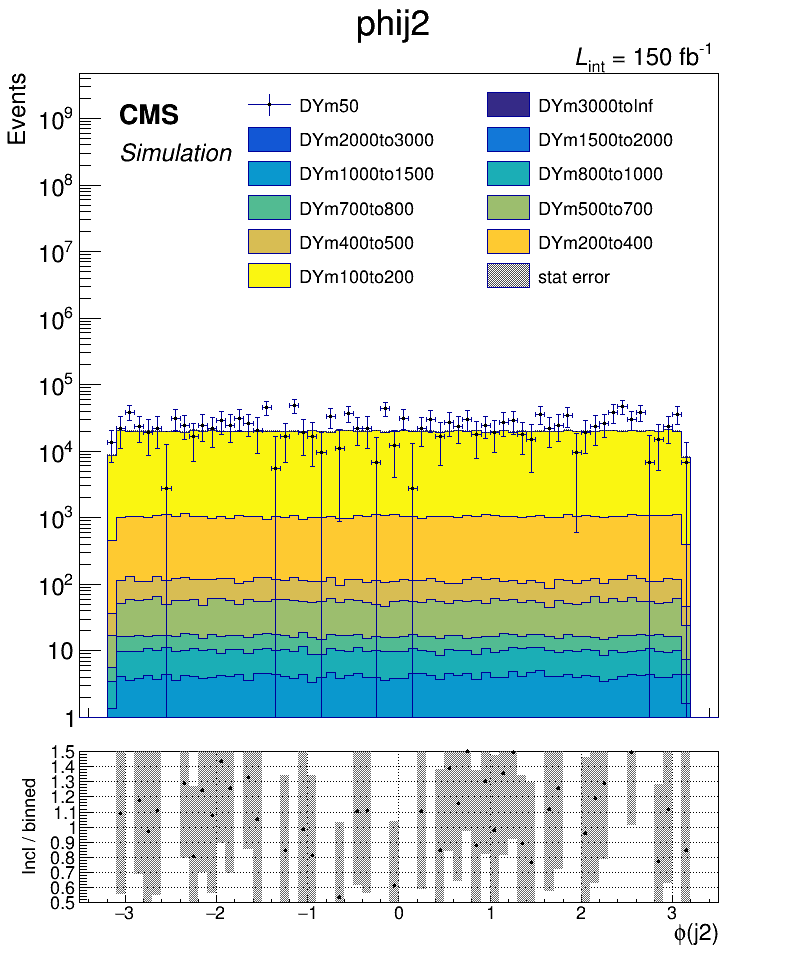 phij2
L_int = 150 fb^-1
Events
CMS
Simulation
DYm50
DYm3000toInf
DYm2000to3000
DYm1500to2000
DYm1000to1500
DYm800to1000
DYm700to800
DYm500to700
DYm400to500
DYm200to400
DYm100to200
stat error
10^9
10^8
10^7
10^6
10^5
10^4
10^3
10^2
10
1
Incl / binned
1.5
1.4
1.3
1.2
1.1
1
0.9
0.8
0.7
0.6
0.5
−3 −2 −1 0 1 2 3
ϕ(j2)